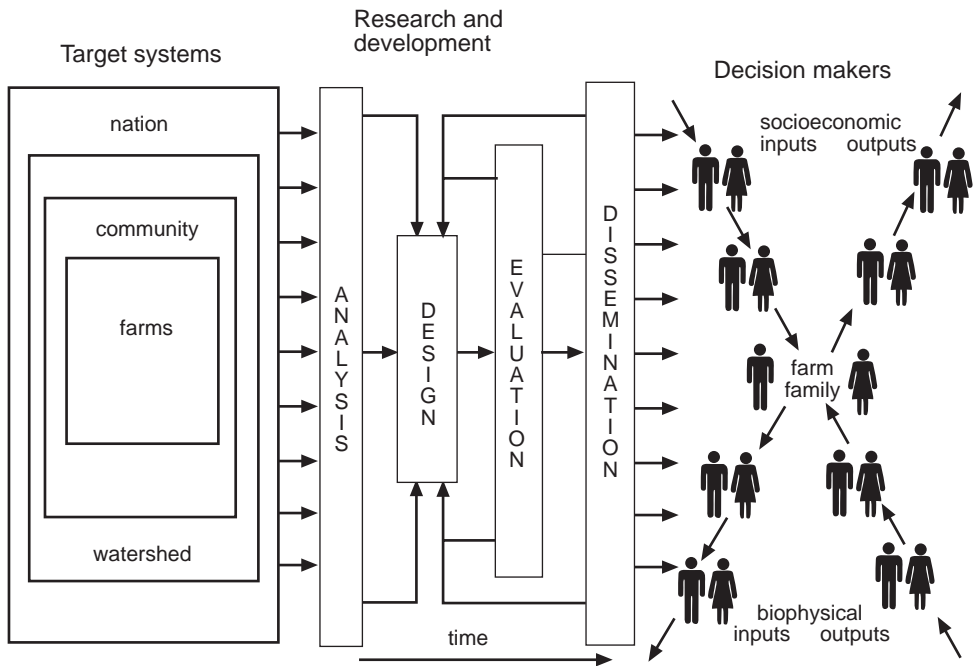 Research and
development
Target systems
Decision makers
nation
community
farms
watershed
ANALYSIS
DESIGN
EVALUATION
DISSEMINATION
time
socioeconomic
inputs outputs
farm
family
biophysical
inputs outputs